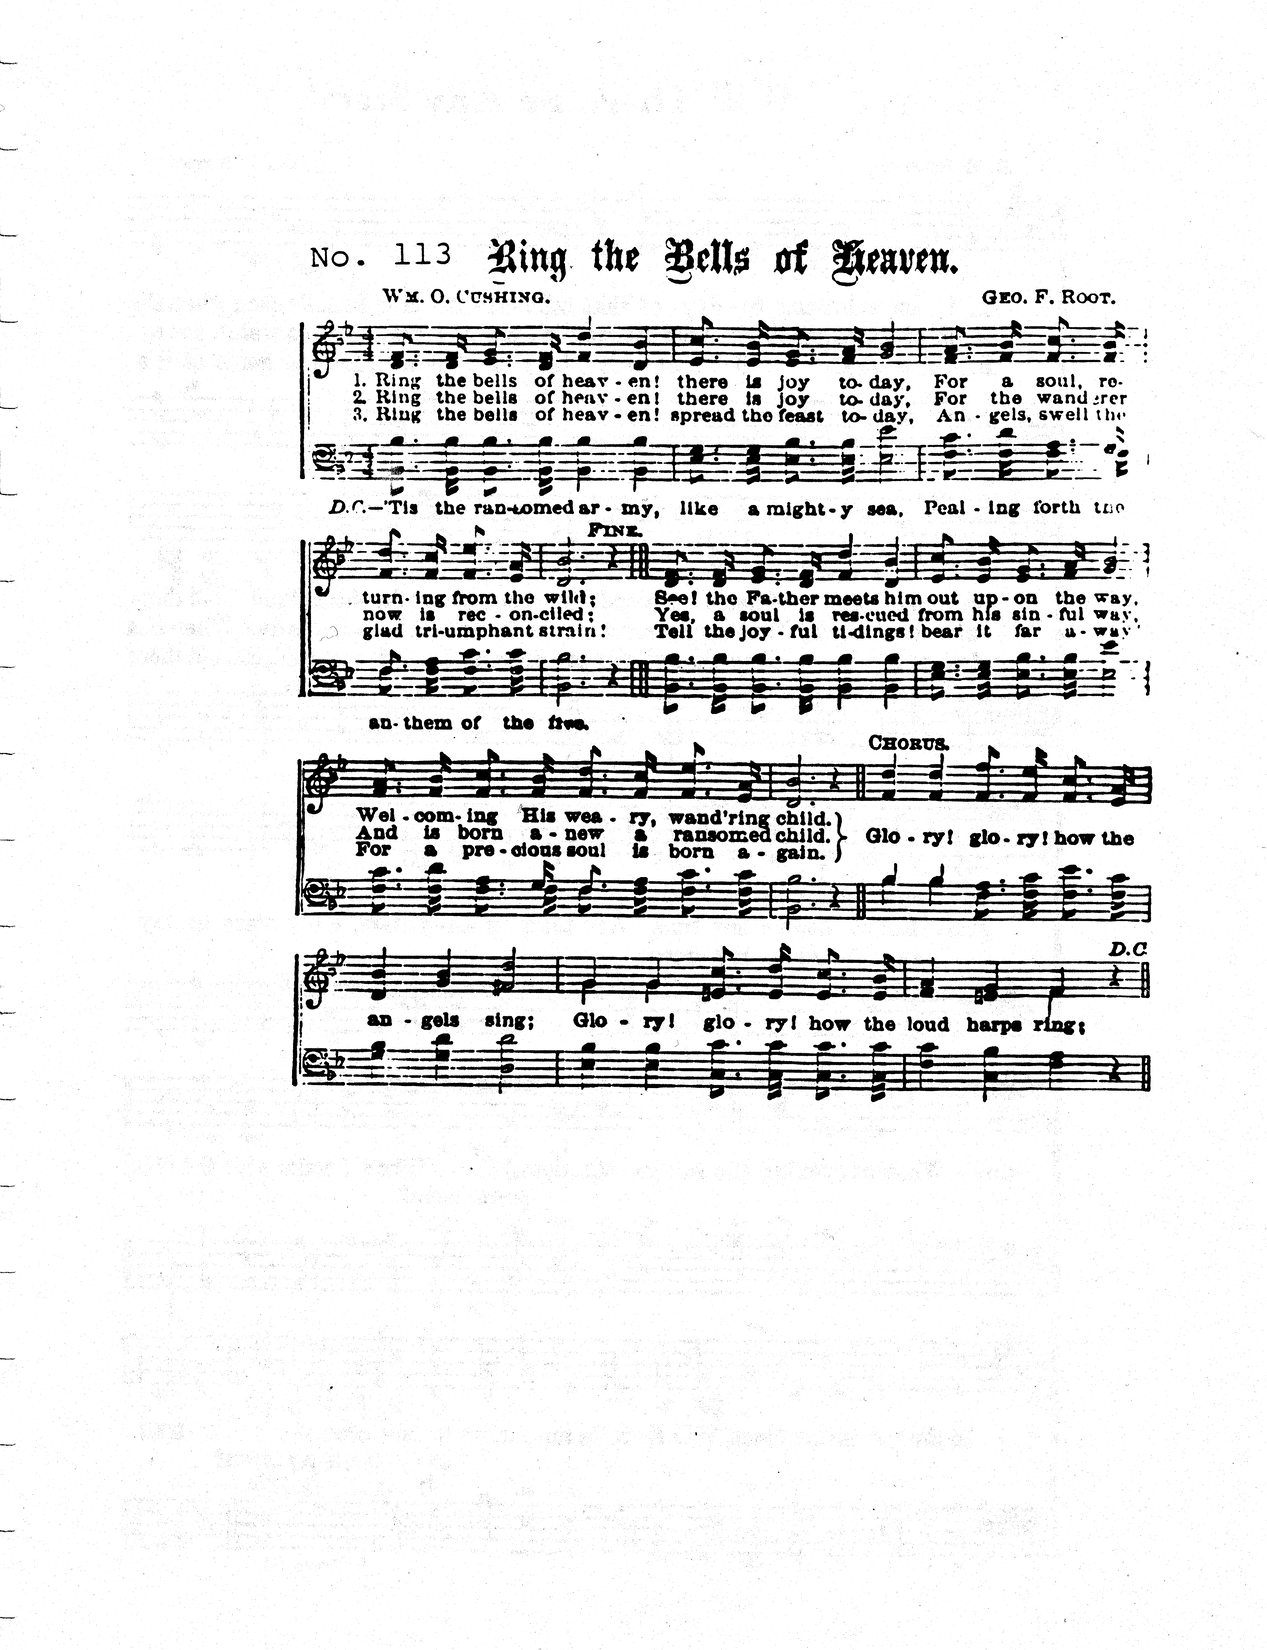 No. 113 Ring the Bells of Heaven.
WM. O. CUSHING. GEO. F. ROOT.
1. Ring the bells of heav - en! there is joy to- day, For a soul, re-
2. Ring the bells of heav - en! there is joy to- day, For the wanderer
3. Ring the bells of heav - en! spread the feast to- day, An - gels, swell the
D.C.—'Tis the ran-somed ar - my, like a might - y sea, Peal - ing forth the
FINE.
turn- ing from the wild; See! the Fa-ther meets him out up - on the way,
now is rec - on-ciled; Yes, a soul is res-cued from his sin - ful way,
glad tri-umphant strain! Tell the joy - ful ti-dings! bear it far a - way
an- them of the free.
CHORUS.
Wel - com- ing His wea - ry, wand'ring child.
And is born a - new a ransomed child. } Glo - ry! glo - ry! how the
For a pre - cious soul is born a - gain.
D.C
an - gels sing; Glo - ry! glo - ry! how the loud harps ring;